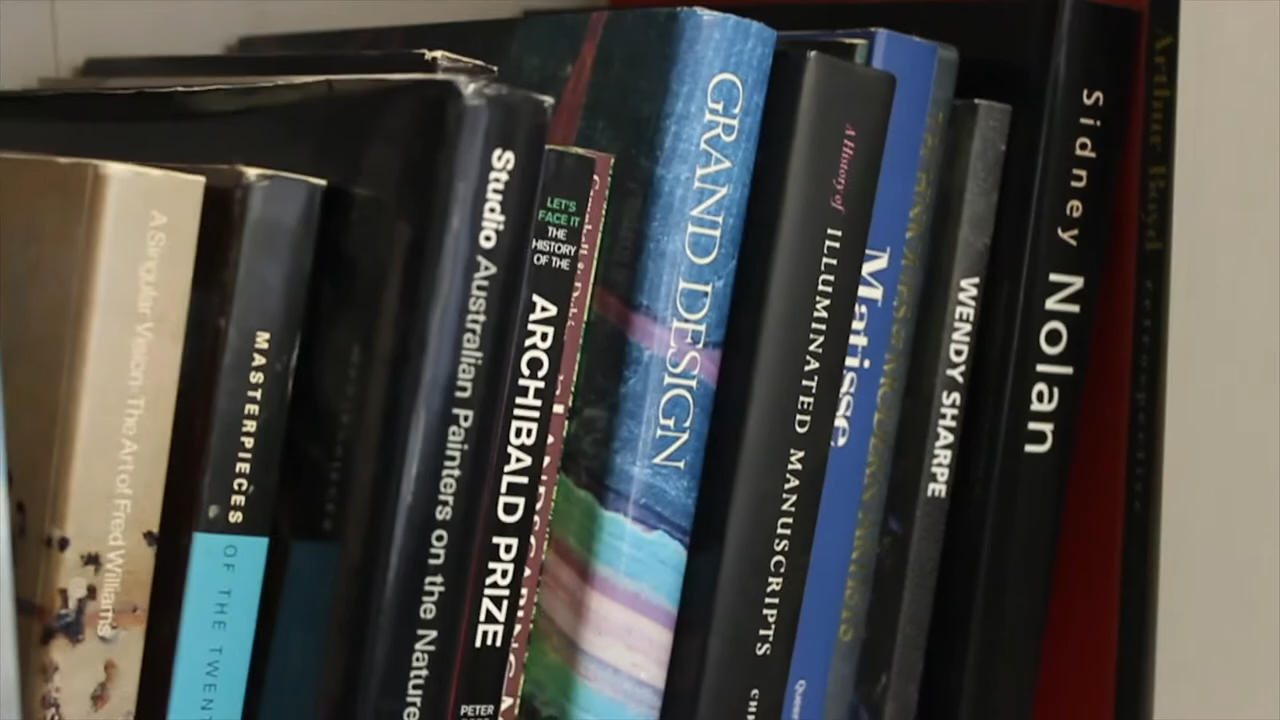 A Singular Vision: The Art of Fred Williams
MASTERPIECES
OF THE TWENT
Studio Australian Painters on the Nature
LET'S
FACE IT
THE
HISTORY
OF THE
ARCHIBALD PRIZE
PETER
GRAND DESIGN
A History of ILLUMINATED MANUSCRIPTS
Matisse
WENDY SHARPE
Sidney Nolan
Arthur Boyd